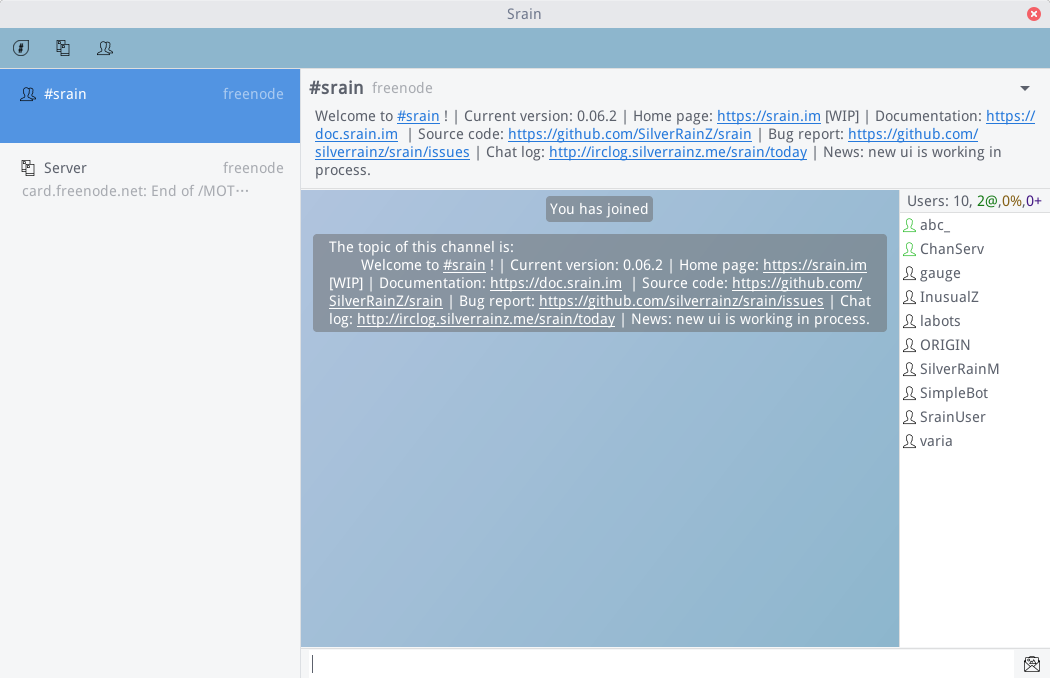 Srain
#srain freenode
Server freenode
card.freenode.net: End of /MOT···
#srain freenode
Welcome to #srain ! | Current version: 0.06.2 | Home page: https://srain.im [WIP] | Documentation: https://
doc.srain.im | Source code: https://github.com/SilverRainZ/srain | Bug report: https://github.com/
silverrainz/srain/issues | Chat log: http://irclog.silverrainz.me/srain/today | News: new ui is working in
process.
You has joined
The topic of this channel is:
Welcome to #srain ! | Current version: 0.06.2 | Home page: https://srain.im
[WIP] | Documentation: https://doc.srain.im | Source code: https://github.com/
SilverRainZ/srain | Bug report: https://github.com/silverrainz/srain/issues | Chat
log: http://irclog.silverrainz.me/srain/today | News: new ui is working in process.
Users: 10, 2@,0%,0+
abc_
ChanServ
gauge
InusualZ
labots
ORIGIN
SilverRainM
SimpleBot
SrainUser
varia